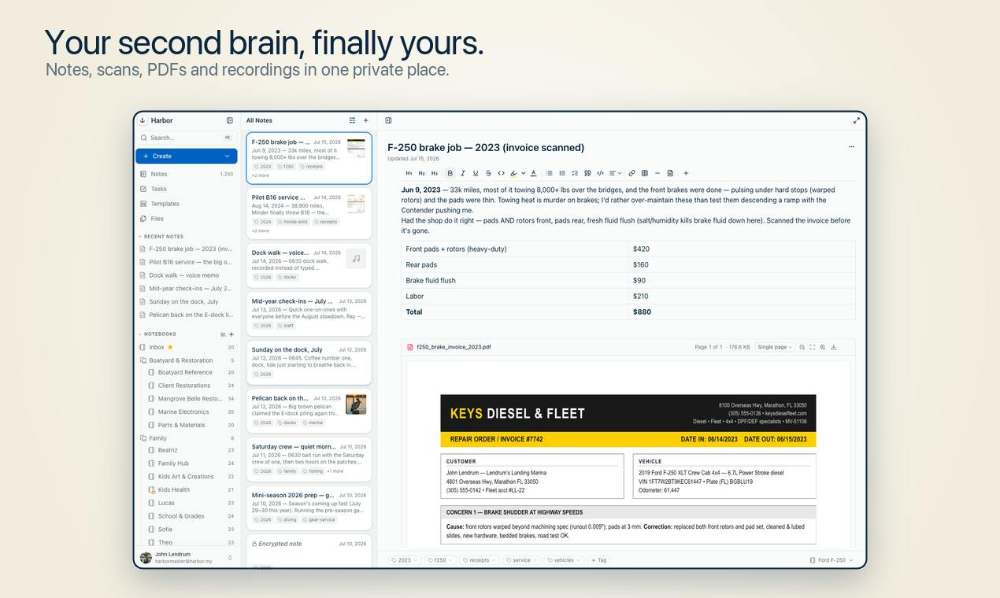 Your second brain, finally yours.
Notes, scans, PDFs and recordings in one private place.
Harbor
Search...
⌘K
+ Create
Notes 1,250
Tasks
Templates
Files
RECENT NOTES
F-250 brake job — 2023 (inv...
Pilot B16 service — the big o...
Dock walk — voice memo
Mid-year check-ins — July 2...
Sunday on the dock, July
Pelican back on the E-dock li...
NOTEBOOKS
Inbox 20
Boatyard & Restoration 5
Boatyard Reference 20
Client Restorations 24
Mangrove Belle Resto... 34
Marine Electronics 20
Parts & Materials 20
Family 8
Beatriz 23
Family Hub 24
Kids Art & Creations 22
Kids Health 21
Lucas 23
School & Grades 24
Sofia 23
Theo 23
John Lendrum
harbormaster@harbor.my
All Notes
F-250 brake job — ... Jul 15, 2026
Jun 9, 2023 — 33k miles, most of it
towing 8,000+ lbs over the bridges...
2023 f250 receipts
+2 more
Pilot B16 service ... Jul 14, 2026
Aug 14, 2024 — 38,900 miles,
Minder finally threw B16 — the...
2024 honda-pilot receipts
+2 more
Dock walk — voice... Jul 14, 2026
Jul 14, 2026 — 0630 dock walk,
recorded instead of typed....
2026 docks
Mid-year check-ins — July ... Jul 13, 2026
Jul 13, 2026 — Quick one-on-ones with
everyone before the August slowdown. Ray —...
2026 staff
Sunday on the dock, July Jul 12, 2026
Jul 12, 2026 — 0645. Coffee number one,
dock, tide just starting to breathe back in....
2026
Pelican back on th... Jul 12, 2026
Jul 12, 2026 — Big brown pelican
claimed the E-dock piling again thi...
2026 docks marina
Saturday crew — quiet morn... Jul 11, 2026
Jul 11, 2026 — 0630 bait run with the Saturday
crew of one, then two hours on the patches:...
2026 family fishing +1 more
Mini-season 2026 prep — g... Jul 10, 2026
Jul 10, 2026 — Season's coming up fast (July
29–30 this year). Running the pre-season ge...
2026 diving gear-service
Encrypted note Jul 10, 2026
F-250 brake job — 2023 (invoice scanned)
Updated Jul 15, 2026
H1 H2 H3 B I U S A
Jun 9, 2023 — 33k miles, most of it towing 8,000+ lbs over the bridges, and the front brakes were done — pulsing under hard stops (warped
rotors) and the pads were thin. Towing heat is murder on brakes; I'd rather over-maintain these than test them descending a ramp with the
Contender pushing me.
Had the shop do it right — pads AND rotors front, pads rear, fresh fluid flush (salt/humidity kills brake fluid down here). Scanned the invoice before
it's gone.
Front pads + rotors (heavy-duty) $420
Rear pads $160
Brake fluid flush $90
Labor $210
Total $880
f250_brake_invoice_2023.pdf Page 1 of 1 · 176.6 KB Single page
KEYS DIESEL & FLEET
8100 Overseas Hwy, Marathon, FL 33050
(305) 555-0126 • keysdieselfleet.com
Diesel • Fleet • 4x4 • DPF/DEF specialists • MV-51108
REPAIR ORDER / INVOICE #7742 DATE IN: 06/14/2023 DATE OUT: 06/15/2023
CUSTOMER
John Lendrum — Lendrum's Landing Marina
4801 Overseas Hwy, Marathon FL 33050
(305) 555-0142 • Fleet acct #LL-22
VEHICLE
2019 Ford F-250 XLT Crew Cab 4x4 — 6.7L Power Stroke diesel
VIN 1FT7W2BT9KEC61447 • Plate (FL) BGBLU19
Odometer: 61,447
CONCERN 1 — BRAKE SHUDDER AT HIGHWAY SPEEDS
Cause: front rotors warped beyond machining spec (runout 0.009"); pads at 3 mm. Correction: replaced both front rotors and pad set, cleaned & lubed
slides, new hardware, bedded brakes, road test OK.
2023 f250 receipts service vehicles + Tag
Ford F-250